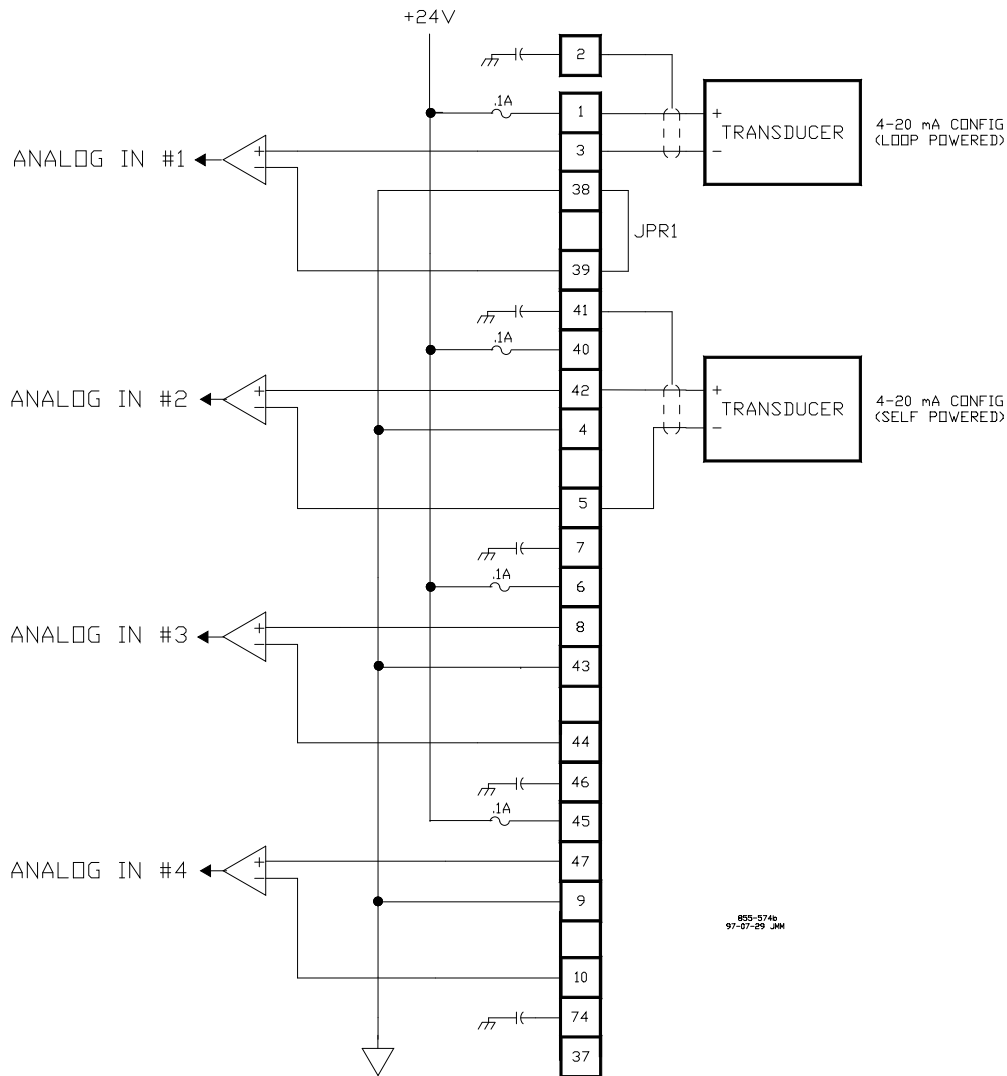 +24V
2
.1A
1
+
TRANSDUCER
4-20 mA CONFIG
(LOOP POWERED)
ANALOG IN #1
+
-
3
-
38
JPR1
39
41
.1A
40
ANALOG IN #2
+
-
42
+
TRANSDUCER
4-20 mA CONFIG
(SELF POWERED)
4
-
5
7
.1A
6
ANALOG IN #3
+
-
8
43
44
46
.1A
45
ANALOG IN #4
+
-
47
9
855-574b
97-07-29 JMM
10
74
37